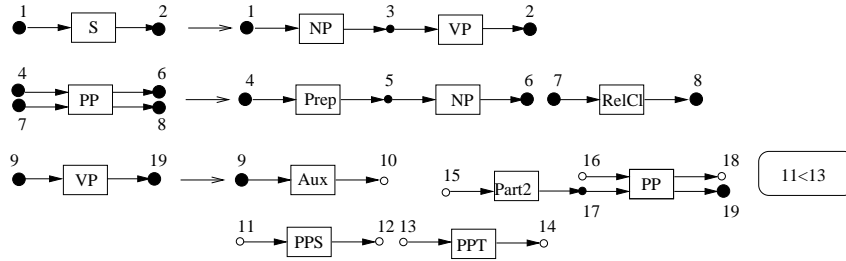 1 2 1 3 2
S NP VP
4 6 4 5 6 7 8
PP Prep NP RelCl
7 8
9 19 9 10 15 16 18
VP Aux Part2 PP 11<13
17 19
11 12 13 14
PPS PPT